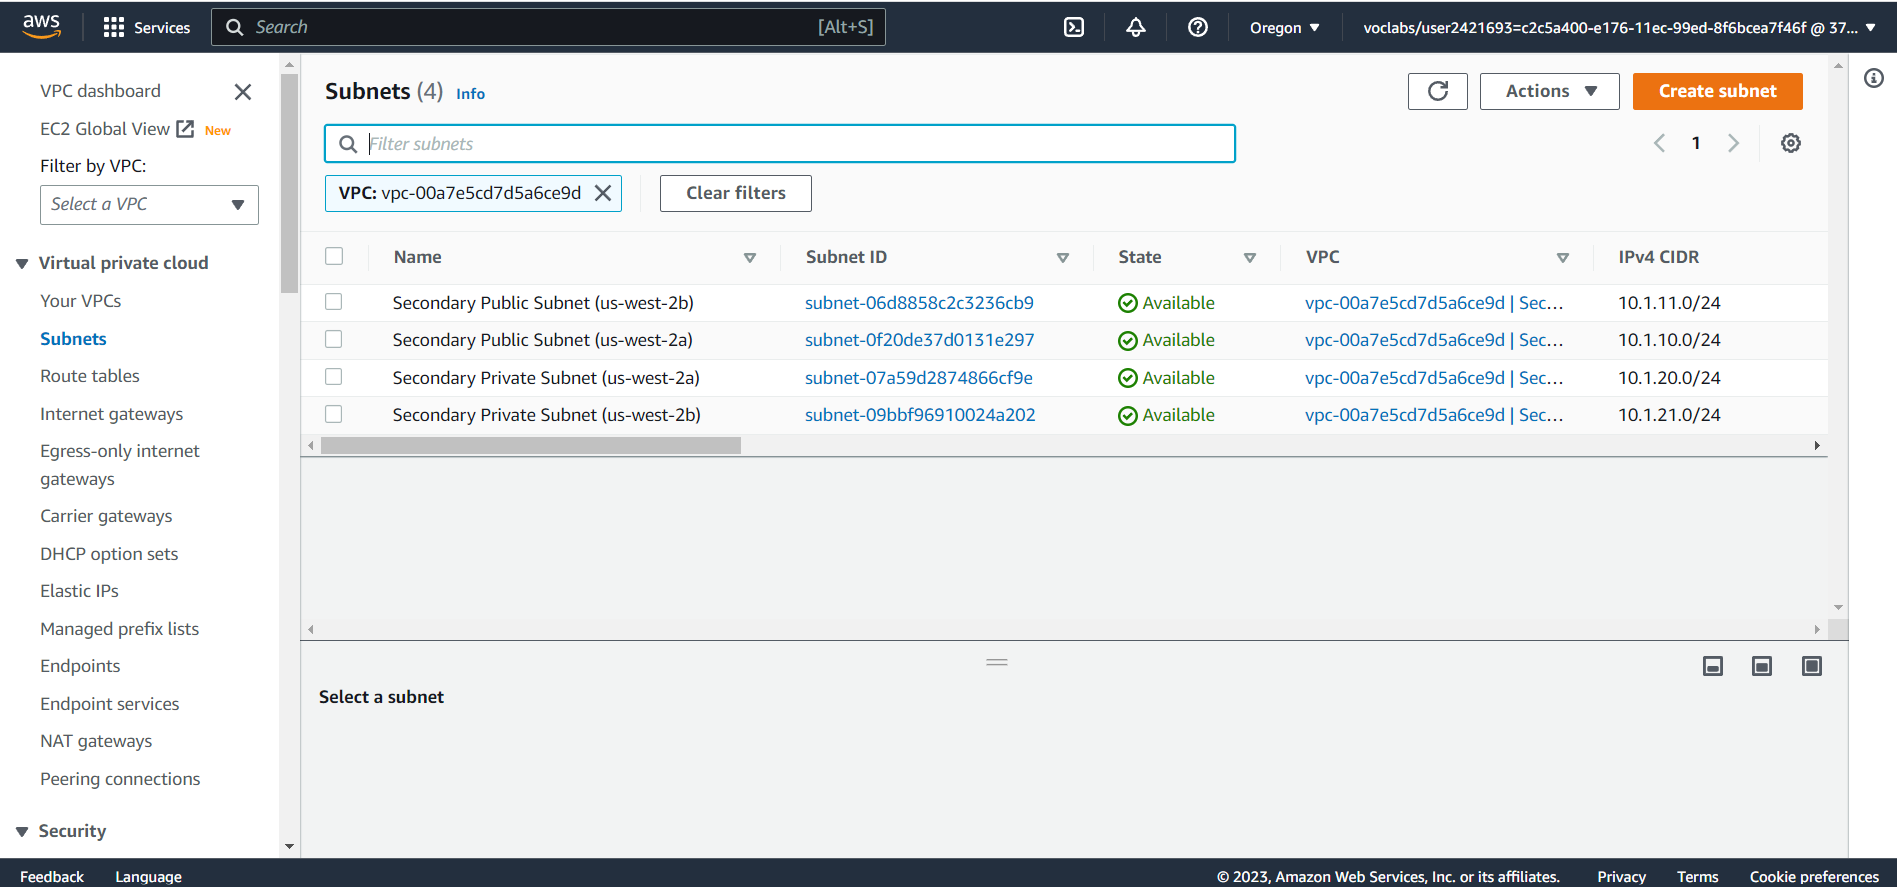 aws
Services
Search
[Alt+S]
Oregon
voclabs/user2421693=c2c5a400-e176-11ec-99ed-8f6bcea7f46f @ 37...
VPC dashboard
EC2 Global View New
Filter by VPC:
Select a VPC
Virtual private cloud
Your VPCs
Subnets
Route tables
Internet gateways
Egress-only internet
gateways
Carrier gateways
DHCP option sets
Elastic IPs
Managed prefix lists
Endpoints
Endpoint services
NAT gateways
Peering connections
Security
Subnets (4) Info
Actions
Create subnet
Filter subnets
1
VPC: vpc-00a7e5cd7d5a6ce9d
Clear filters
Name Subnet ID State VPC IPv4 CIDR
Secondary Public Subnet (us-west-2b) subnet-06d8858c2c3236cb9 Available vpc-00a7e5cd7d5a6ce9d | Sec... 10.1.11.0/24
Secondary Public Subnet (us-west-2a) subnet-0f20de37d0131e297 Available vpc-00a7e5cd7d5a6ce9d | Sec... 10.1.10.0/24
Secondary Private Subnet (us-west-2a) subnet-07a59d2874866cf9e Available vpc-00a7e5cd7d5a6ce9d | Sec... 10.1.20.0/24
Secondary Private Subnet (us-west-2b) subnet-09bbf96910024a202 Available vpc-00a7e5cd7d5a6ce9d | Sec... 10.1.21.0/24
Select a subnet
Feedback Language © 2023, Amazon Web Services, Inc. or its affiliates. Privacy Terms Cookie preferences